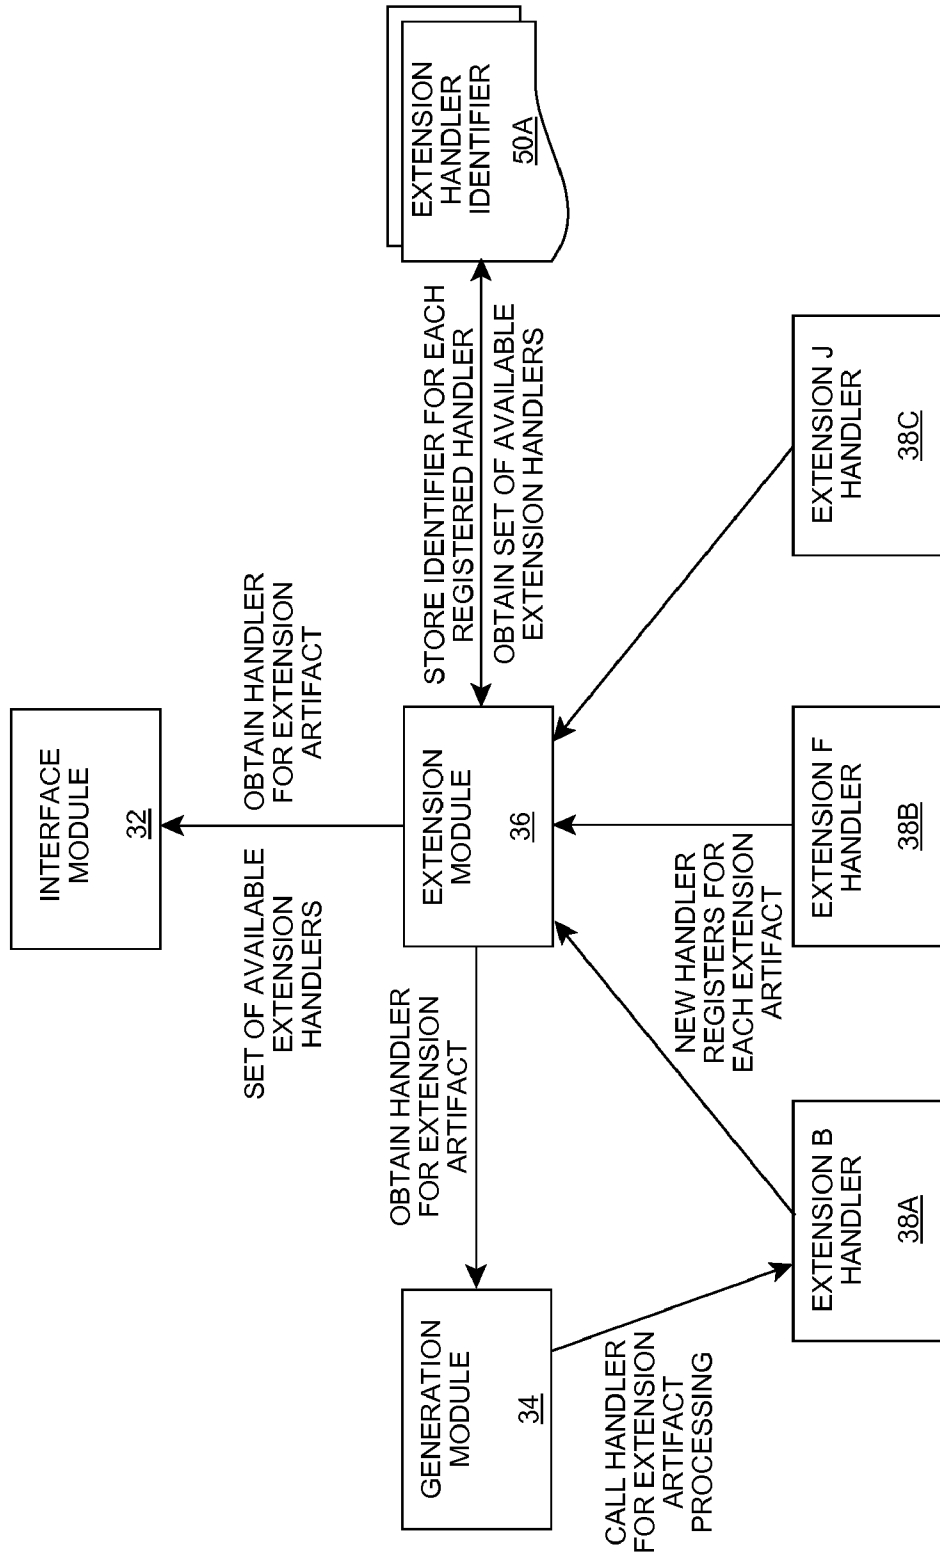 INTERFACE
MODULE
32
SET OF AVAILABLE
EXTENSION
HANDLERS
OBTAIN HANDLER
FOR EXTENSION
ARTIFACT
GENERATION
MODULE
34
OBTAIN HANDLER
FOR EXTENSION
ARTIFACT
EXTENSION
MODULE
36
STORE IDENTIFIER FOR EACH
REGISTERED HANDLER
OBTAIN SET OF AVAILABLE
EXTENSION HANDLERS
EXTENSION
HANDLER
IDENTIFIER
50A
CALL HANDLER
FOR EXTENSION
ARTIFACT
PROCESSING
NEW HANDLER
REGISTERS FOR
EACH EXTENSION
ARTIFACT
EXTENSION B
HANDLER
38A
EXTENSION F
HANDLER
38B
EXTENSION J
HANDLER
38C